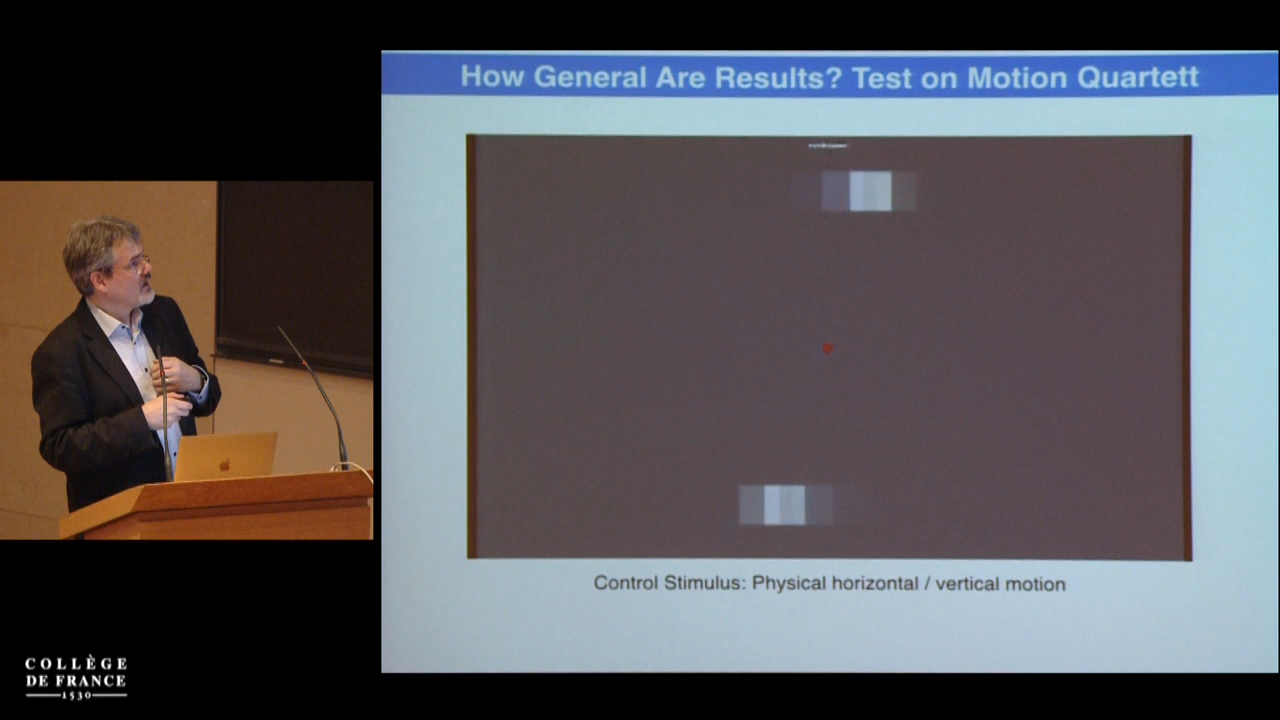 How General Are Results? Test on Motion Quartett
Control Stimulus: Physical horizontal / vertical motion
COLLÈGE
DE FRANCE
1530